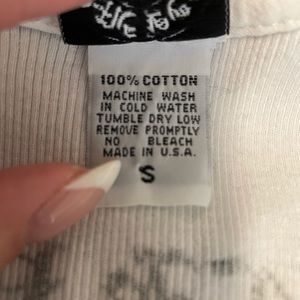 100% COTTON
MACHINE WASH
IN COLD WATER
TUMBLE DRY LOW
REMOVE PROMPTLY
NO BLEACH
MADE IN U.S.A.
S